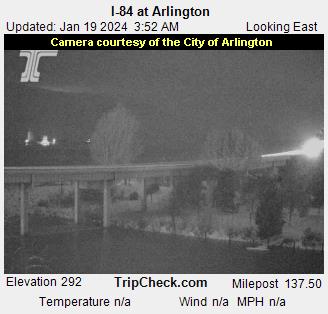 I-84 at Arlington
Updated: Jan 19 2024 3:52 AM Looking East
Camera courtesy of the City of Arlington
Elevation 292 TripCheck.com Milepost 137.50
Temperature n/a Wind n/a MPH n/a